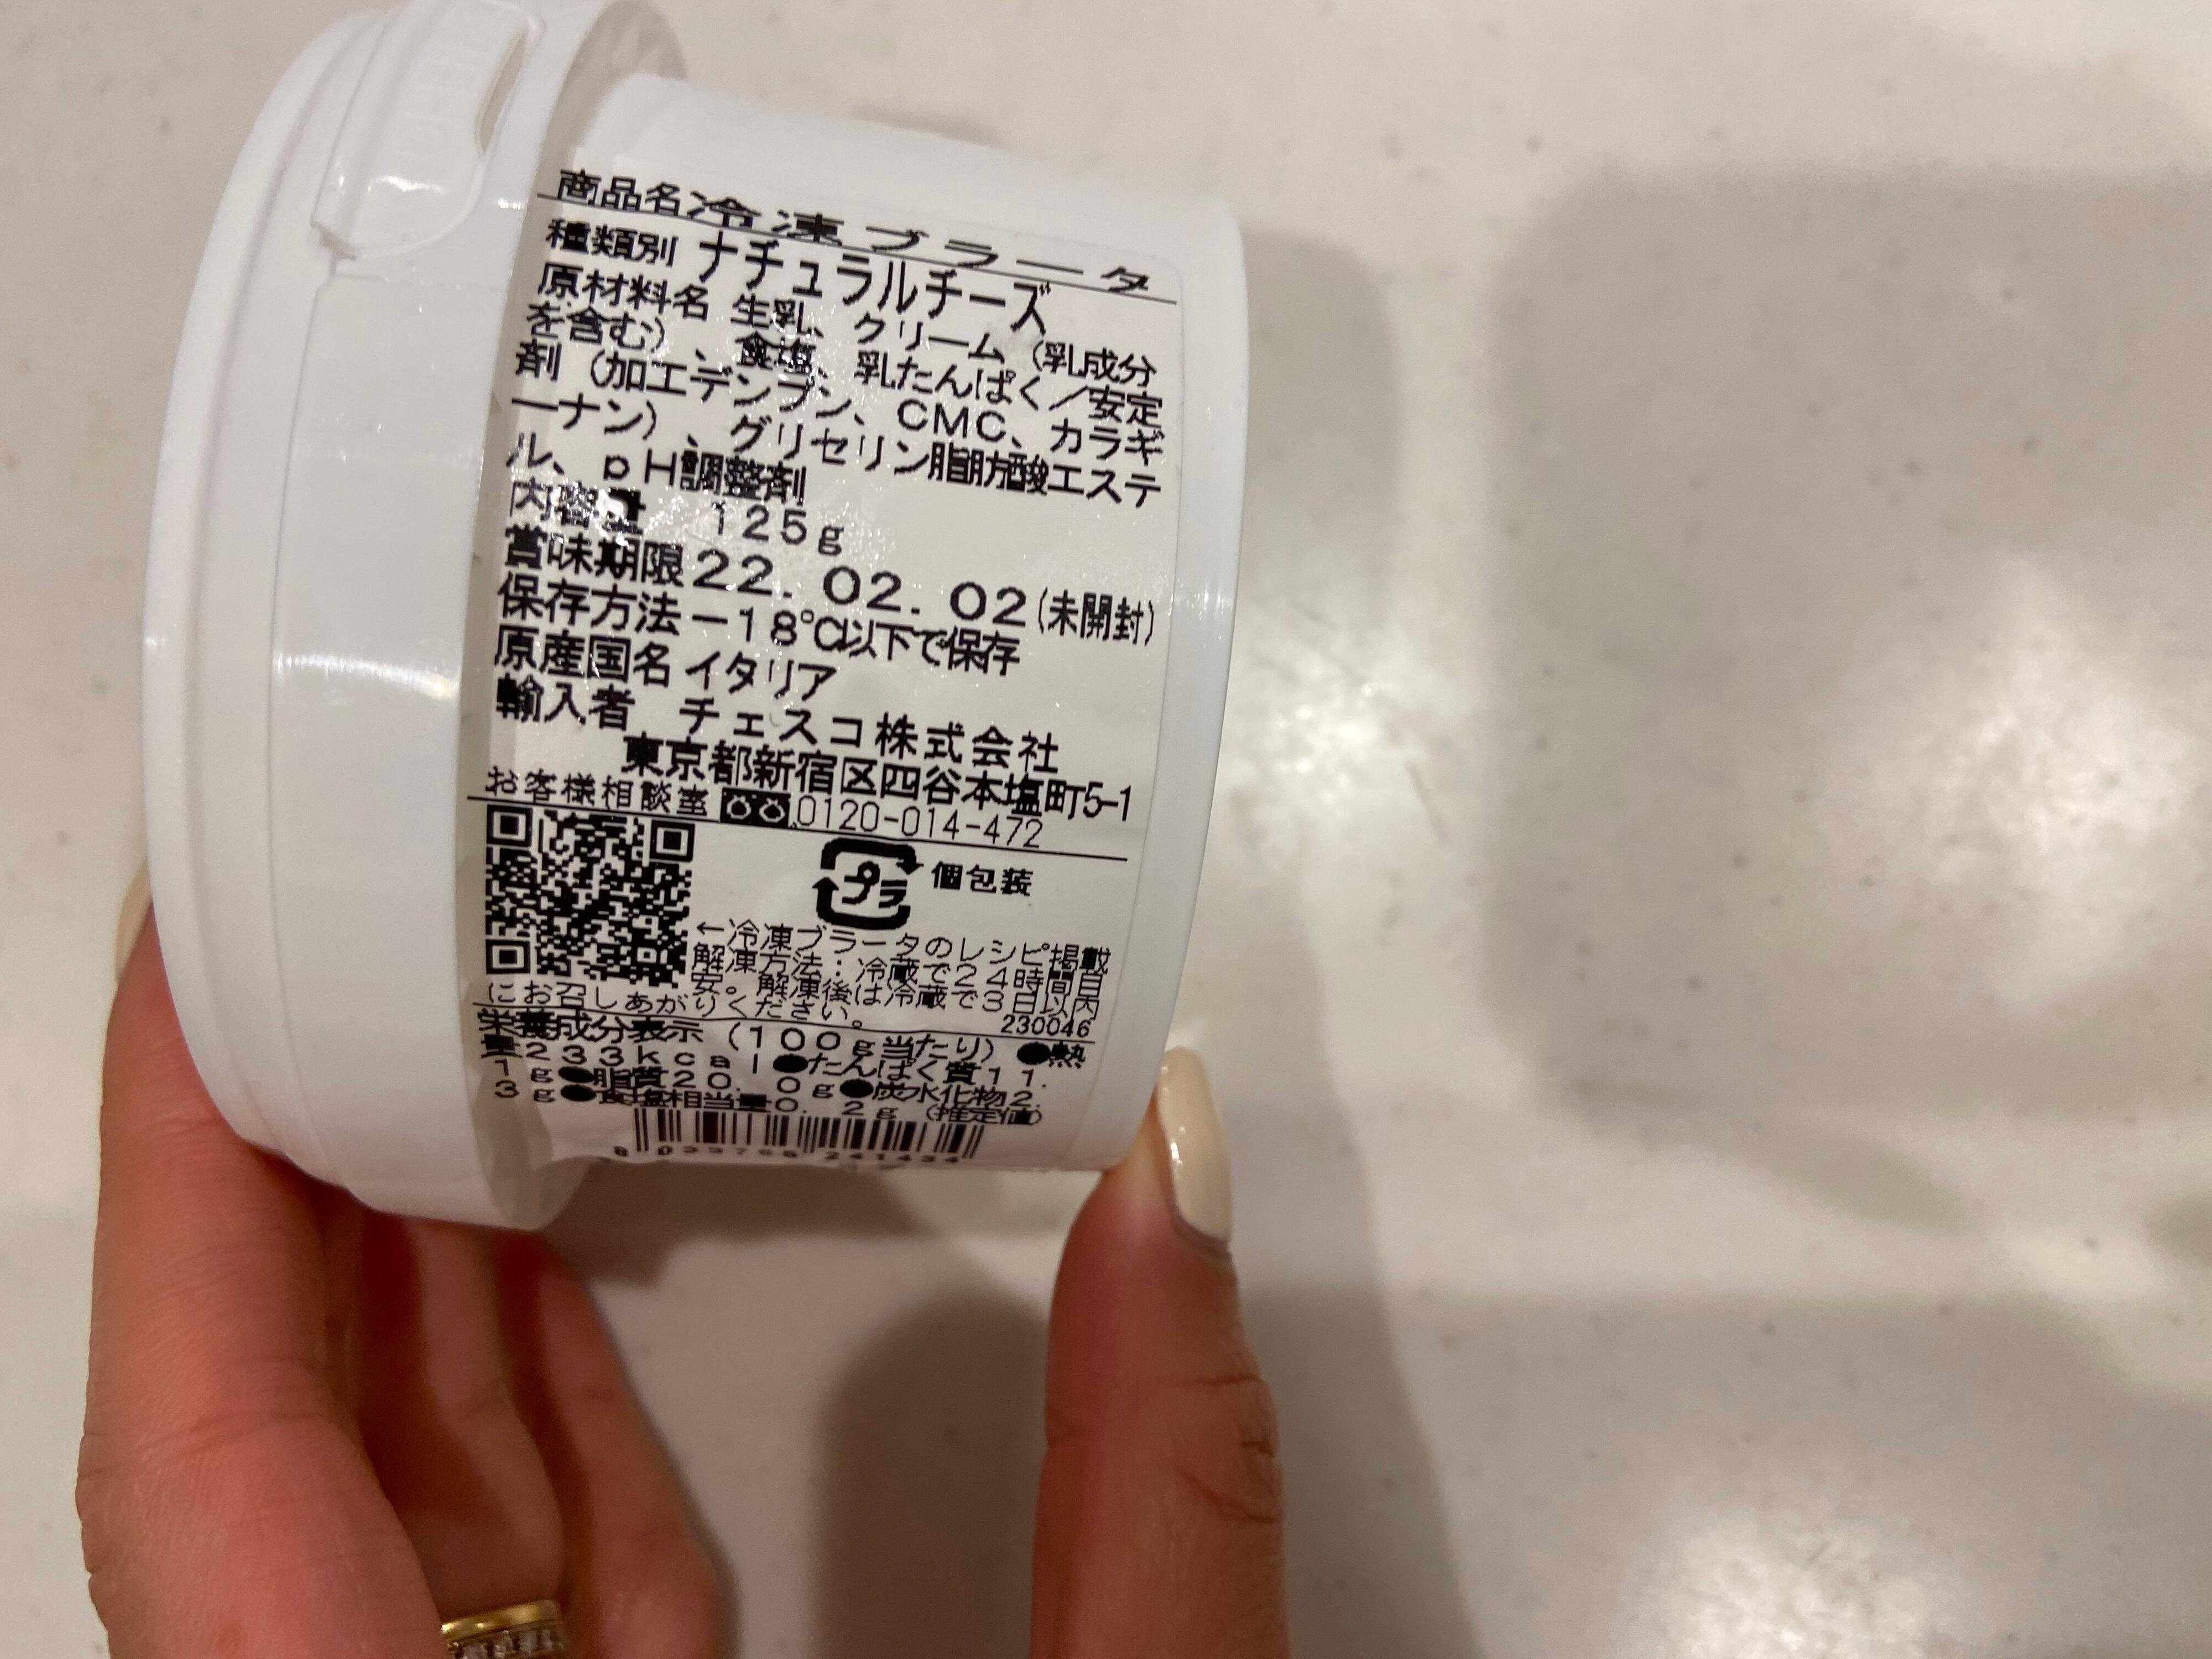 商品名 冷凍ブラータ
種類別 ナチュラルチーズ
原材料名 生乳、クリーム（乳成分
を含む）、食塩、乳たんぱく／安定
剤（加工デンプン、CMC、カラギ
ーナン）、グリセリン脂肪酸エステ
ル、pH調整剤
内容量 125g
賞味期限 22.02.02(未開封)
保存方法 −18℃以下で保存
原産国名 イタリア
輸入者 チェスコ株式会社
東京都新宿区四谷本塩町5-1
お客様相談室 0120-014-472
プラ 個包装
←冷凍ブラータのレシピ掲載
解凍方法：冷蔵で24時間目
安。解凍後は冷蔵で3日以内
にお召しあがりください。
230046
栄養成分表示（100g当たり）●熱
量233kcal●たんぱく質11.
1g●脂質20.0g●炭水化物2.
3g●食塩相当量0.2g（推定値）